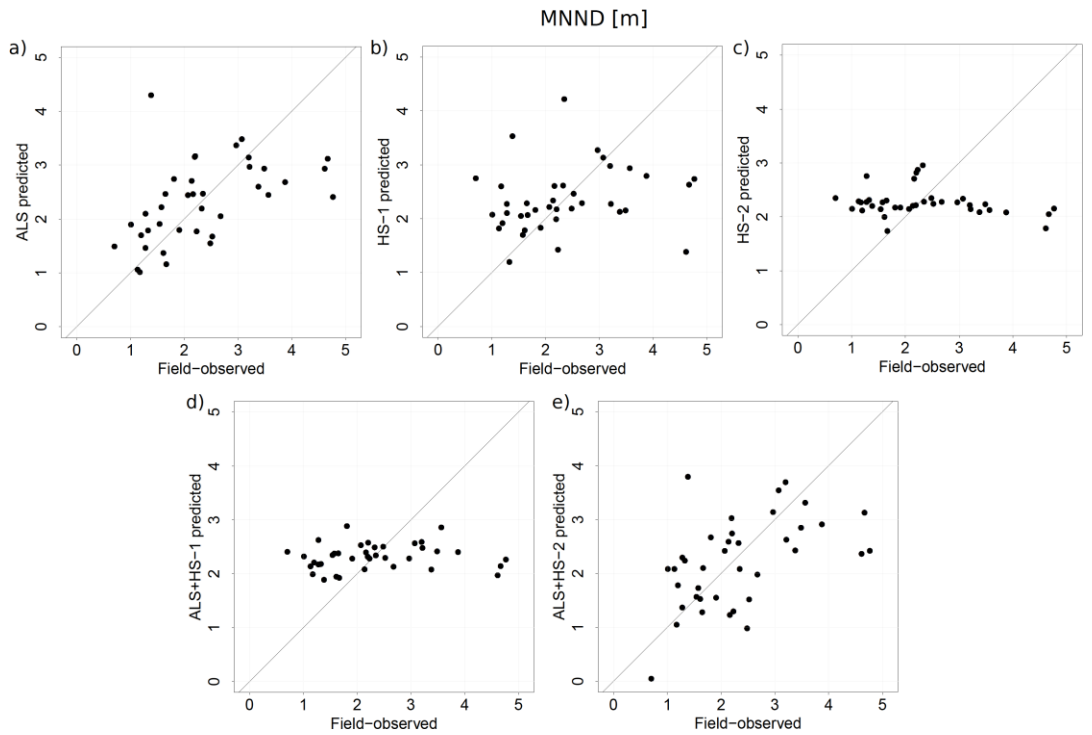 MNND [m]
a)
5
4
3
2
1
0
ALS predicted
0 1 2 3 4 5
Field−observed
b)
5
4
3
2
1
0
HS−1 predicted
0 1 2 3 4 5
Field−observed
c)
5
4
3
2
1
0
HS−2 predicted
0 1 2 3 4 5
Field−observed
d)
5
4
3
2
1
0
ALS+HS−1 predicted
0 1 2 3 4 5
Field−observed
e)
5
4
3
2
1
0
ALS+HS−2 predicted
0 1 2 3 4 5
Field−observed